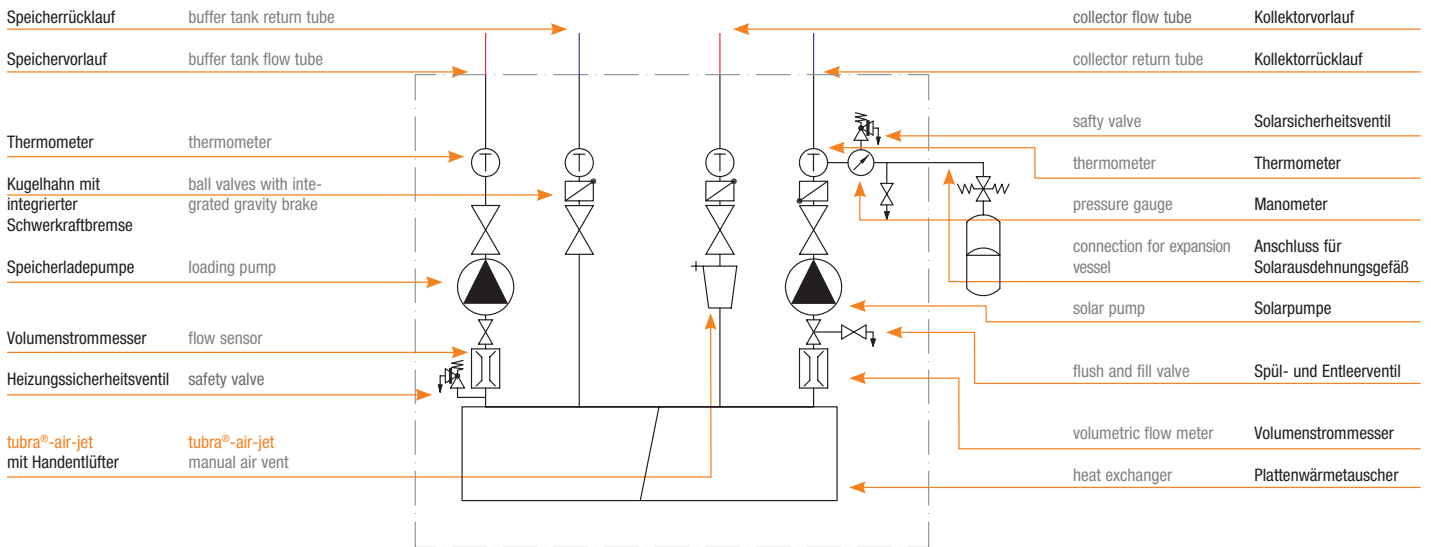 Speicherrücklauf buffer tank return tube
Speichervorlauf buffer tank flow tube
Thermometer thermometer
Kugelhahn mit ball valves with inte-
integrierter grated gravity brake
Schwerkraftbremse
Speicherladepumpe loading pump
Volumenstrommesser flow sensor
Heizungssicherheitsventil safety valve
tubra®-air-jet tubra®-air-jet
mit Handentlüfter manual air vent
T T T T
collector flow tube Kollektorvorlauf
collector return tube Kollektorrücklauf
safty valve Solarsicherheitsventil
thermometer Thermometer
pressure gauge Manometer
connection for expansion Anschluss für
vessel Solarausdehnungsgefäß
solar pump Solarpumpe
flush and fill valve Spül- und Entleerventil
volumetric flow meter Volumenstrommesser
heat exchanger Plattenwärmetauscher